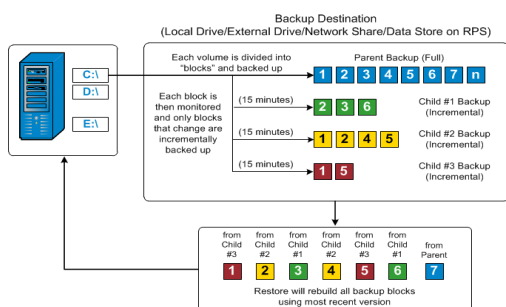 Backup Destination
(Local Drive/External Drive/Network Share/Data Store on RPS)
C:\
D:\
E:\
Each volume is divided into
"blocks" and backed up
Parent Backup (Full)
1 2 3 4 5 6 7 n
Each block is
then monitored
and only blocks
that change are
incrementally
backed up
(15 minutes)
2 3 6
Child #1 Backup
(Incremental)
(15 minutes)
1 2 4 5
Child #2 Backup
(Incremental)
(15 minutes)
1 5
Child #3 Backup
(Incremental)
from
Child
#3
from
Child
#2
from
Child
#1
from
Child
#2
from
Child
#3
from
Child
#1
from
Parent
1 2 3 4 5 6 7
Restore will rebuild all backup blocks
using most recent version